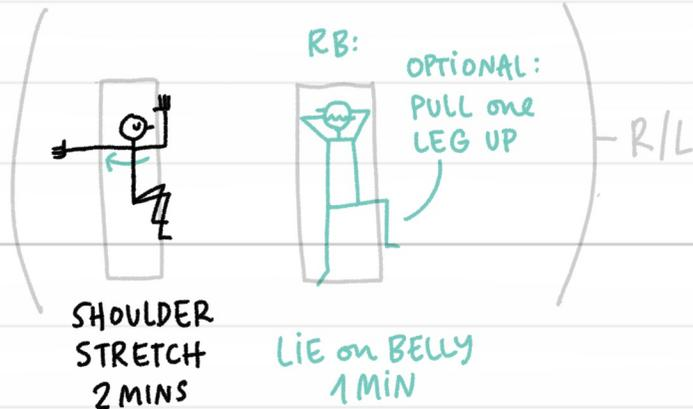 RB:
OPTIONAL:
PULL one
LEG UP
R/L
SHOULDER
STRETCH
2 MINS
LIE on BELLY
1 MIN